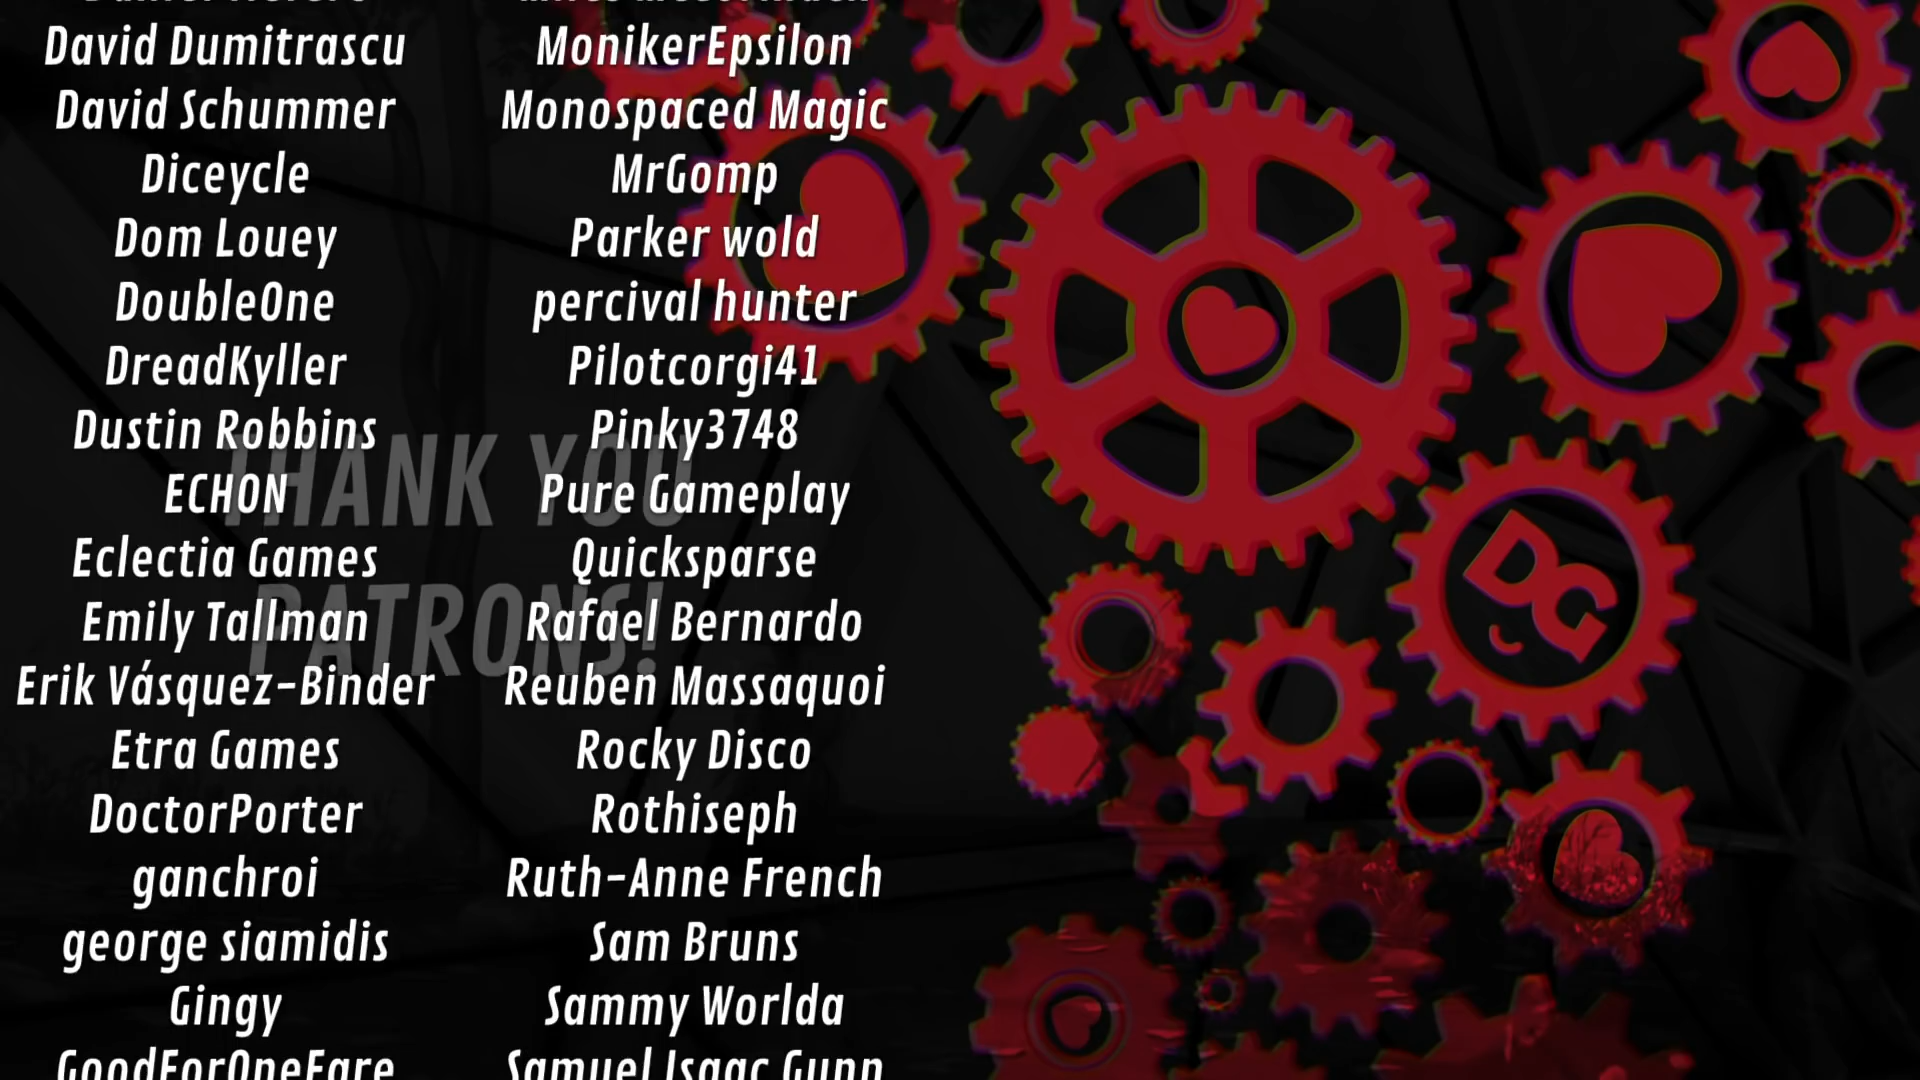 David Dumitrascu
David Schummer
Diceycle
Dom Louey
DoubleOne
DreadKyller
Dustin Robbins
ECHON
Eclectia Games
Emily Tallman
Erik Vásquez-Binder
Etra Games
DoctorPorter
ganchroi
george siamidis
Gingy
GoodForOneFare
MonikerEpsilon
Monospaced Magic
MrGomp
Parker wold
percival hunter
Pilotcorgi41
Pinky3748
Pure Gameplay
Quicksparse
Rafael Bernardo
Reuben Massaquoi
Rocky Disco
Rothiseph
Ruth-Anne French
Sam Bruns
Sammy Worlda
Samuel Isaac Gunn
THANK YOU
PATRONS!
DG